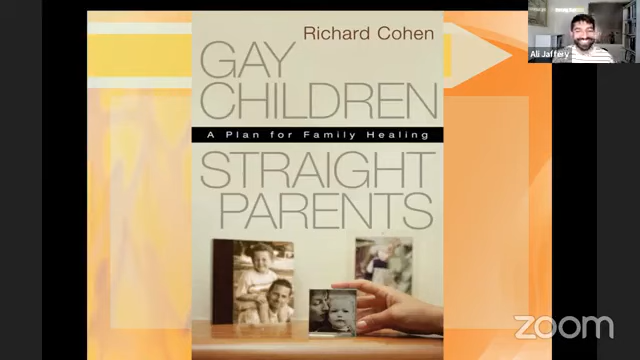 Richard Cohen
GAY
CHILDREN
A Plan for Family Healing
STRAIGHT
PARENTS
Ali Jaffery
zoom